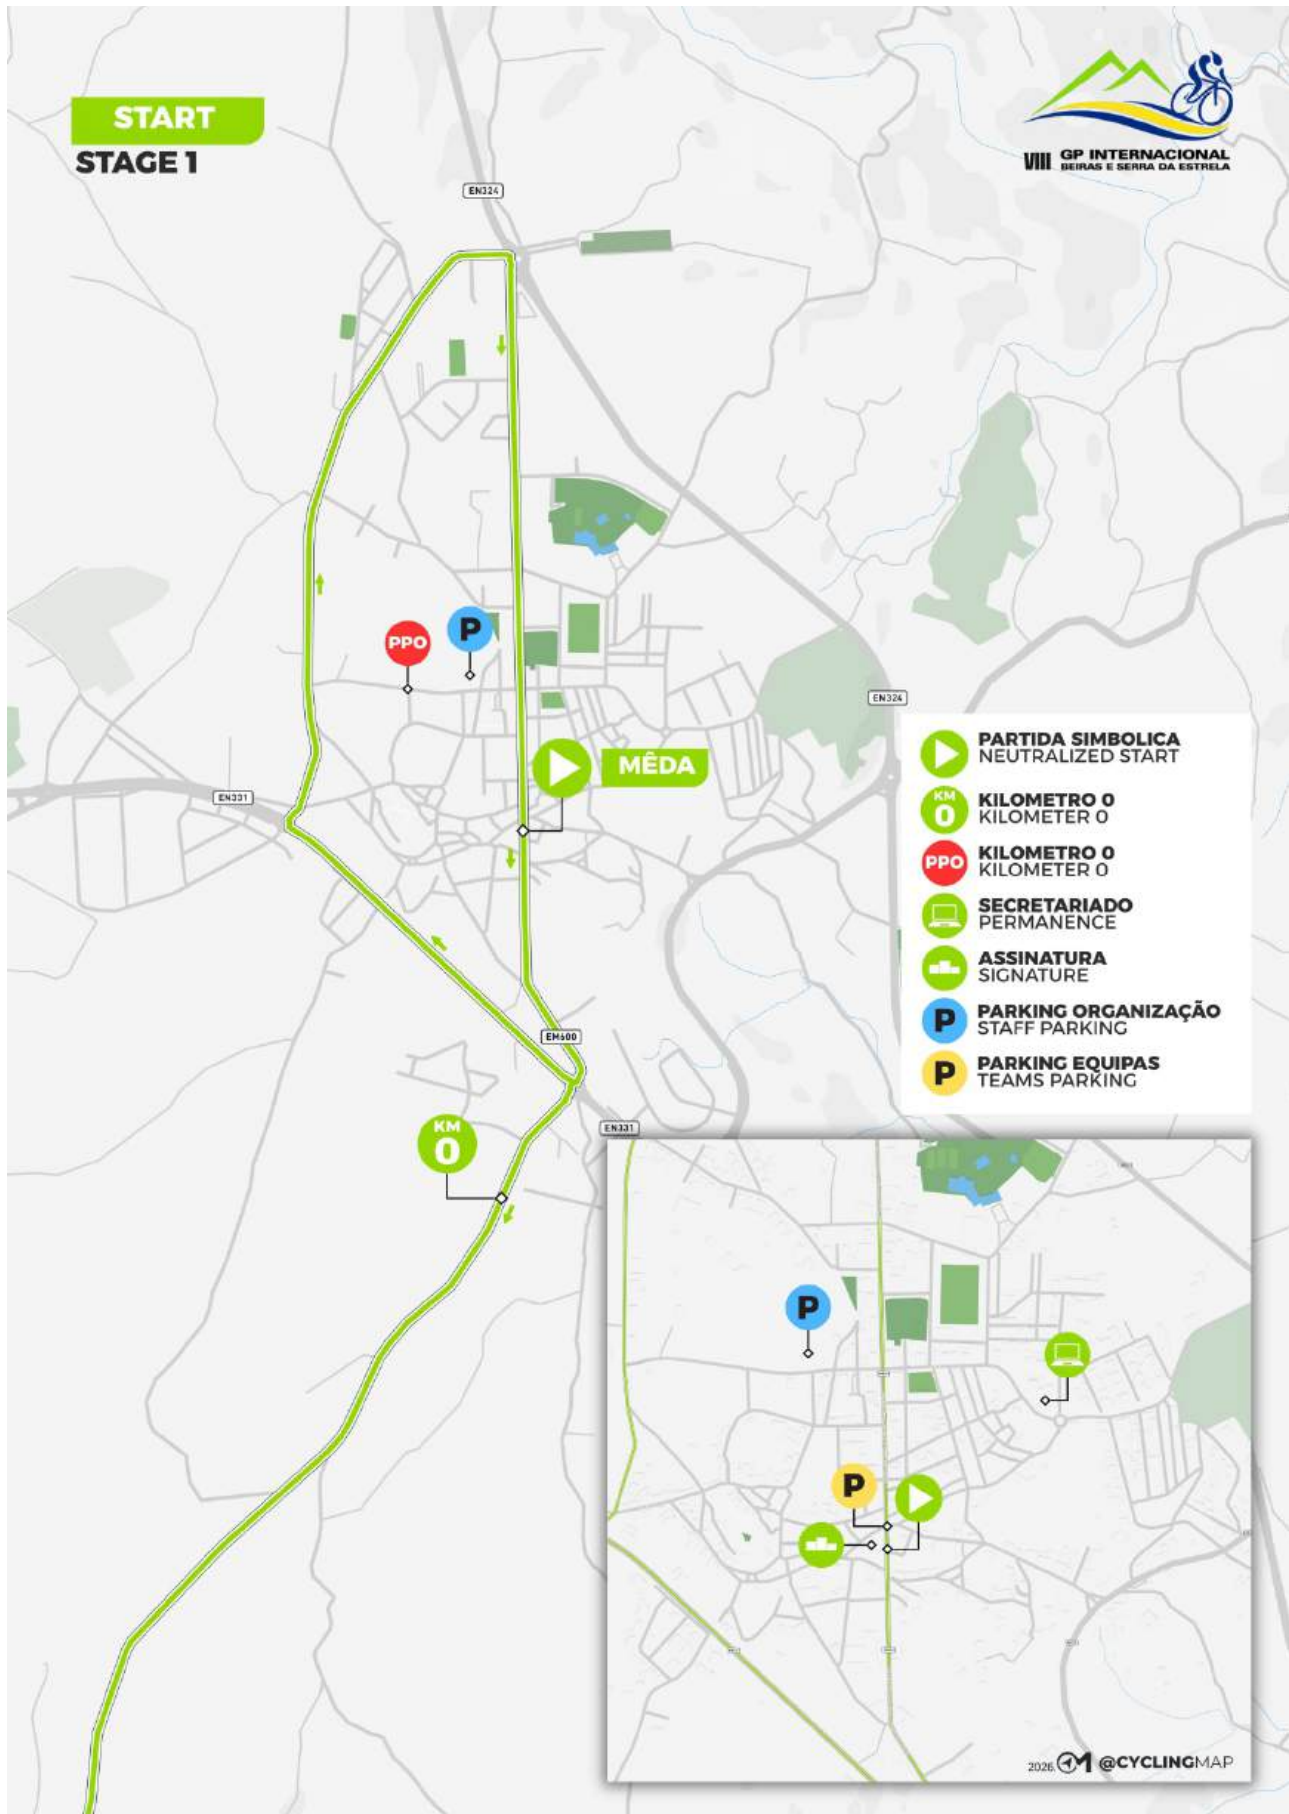 START
STAGE 1
VIII GP INTERNACIONAL
BEIRAS E SERRA DA ESTRELA
EN324
PPO
P
MÊDA
EN324
EN331
PARTIDA SIMBOLICA
NEUTRALIZED START
KM
0
KILOMETRO 0
KILOMETER 0
PPO
KILOMETRO 0
KILOMETER 0
SECRETARIADO
PERMANENCE
ASSINATURA
SIGNATURE
P
PARKING ORGANIZAÇÃO
STAFF PARKING
P
PARKING EQUIPAS
TEAMS PARKING
EM600
KM
0
EN331
P
P
2026. @CYCLINGMAP